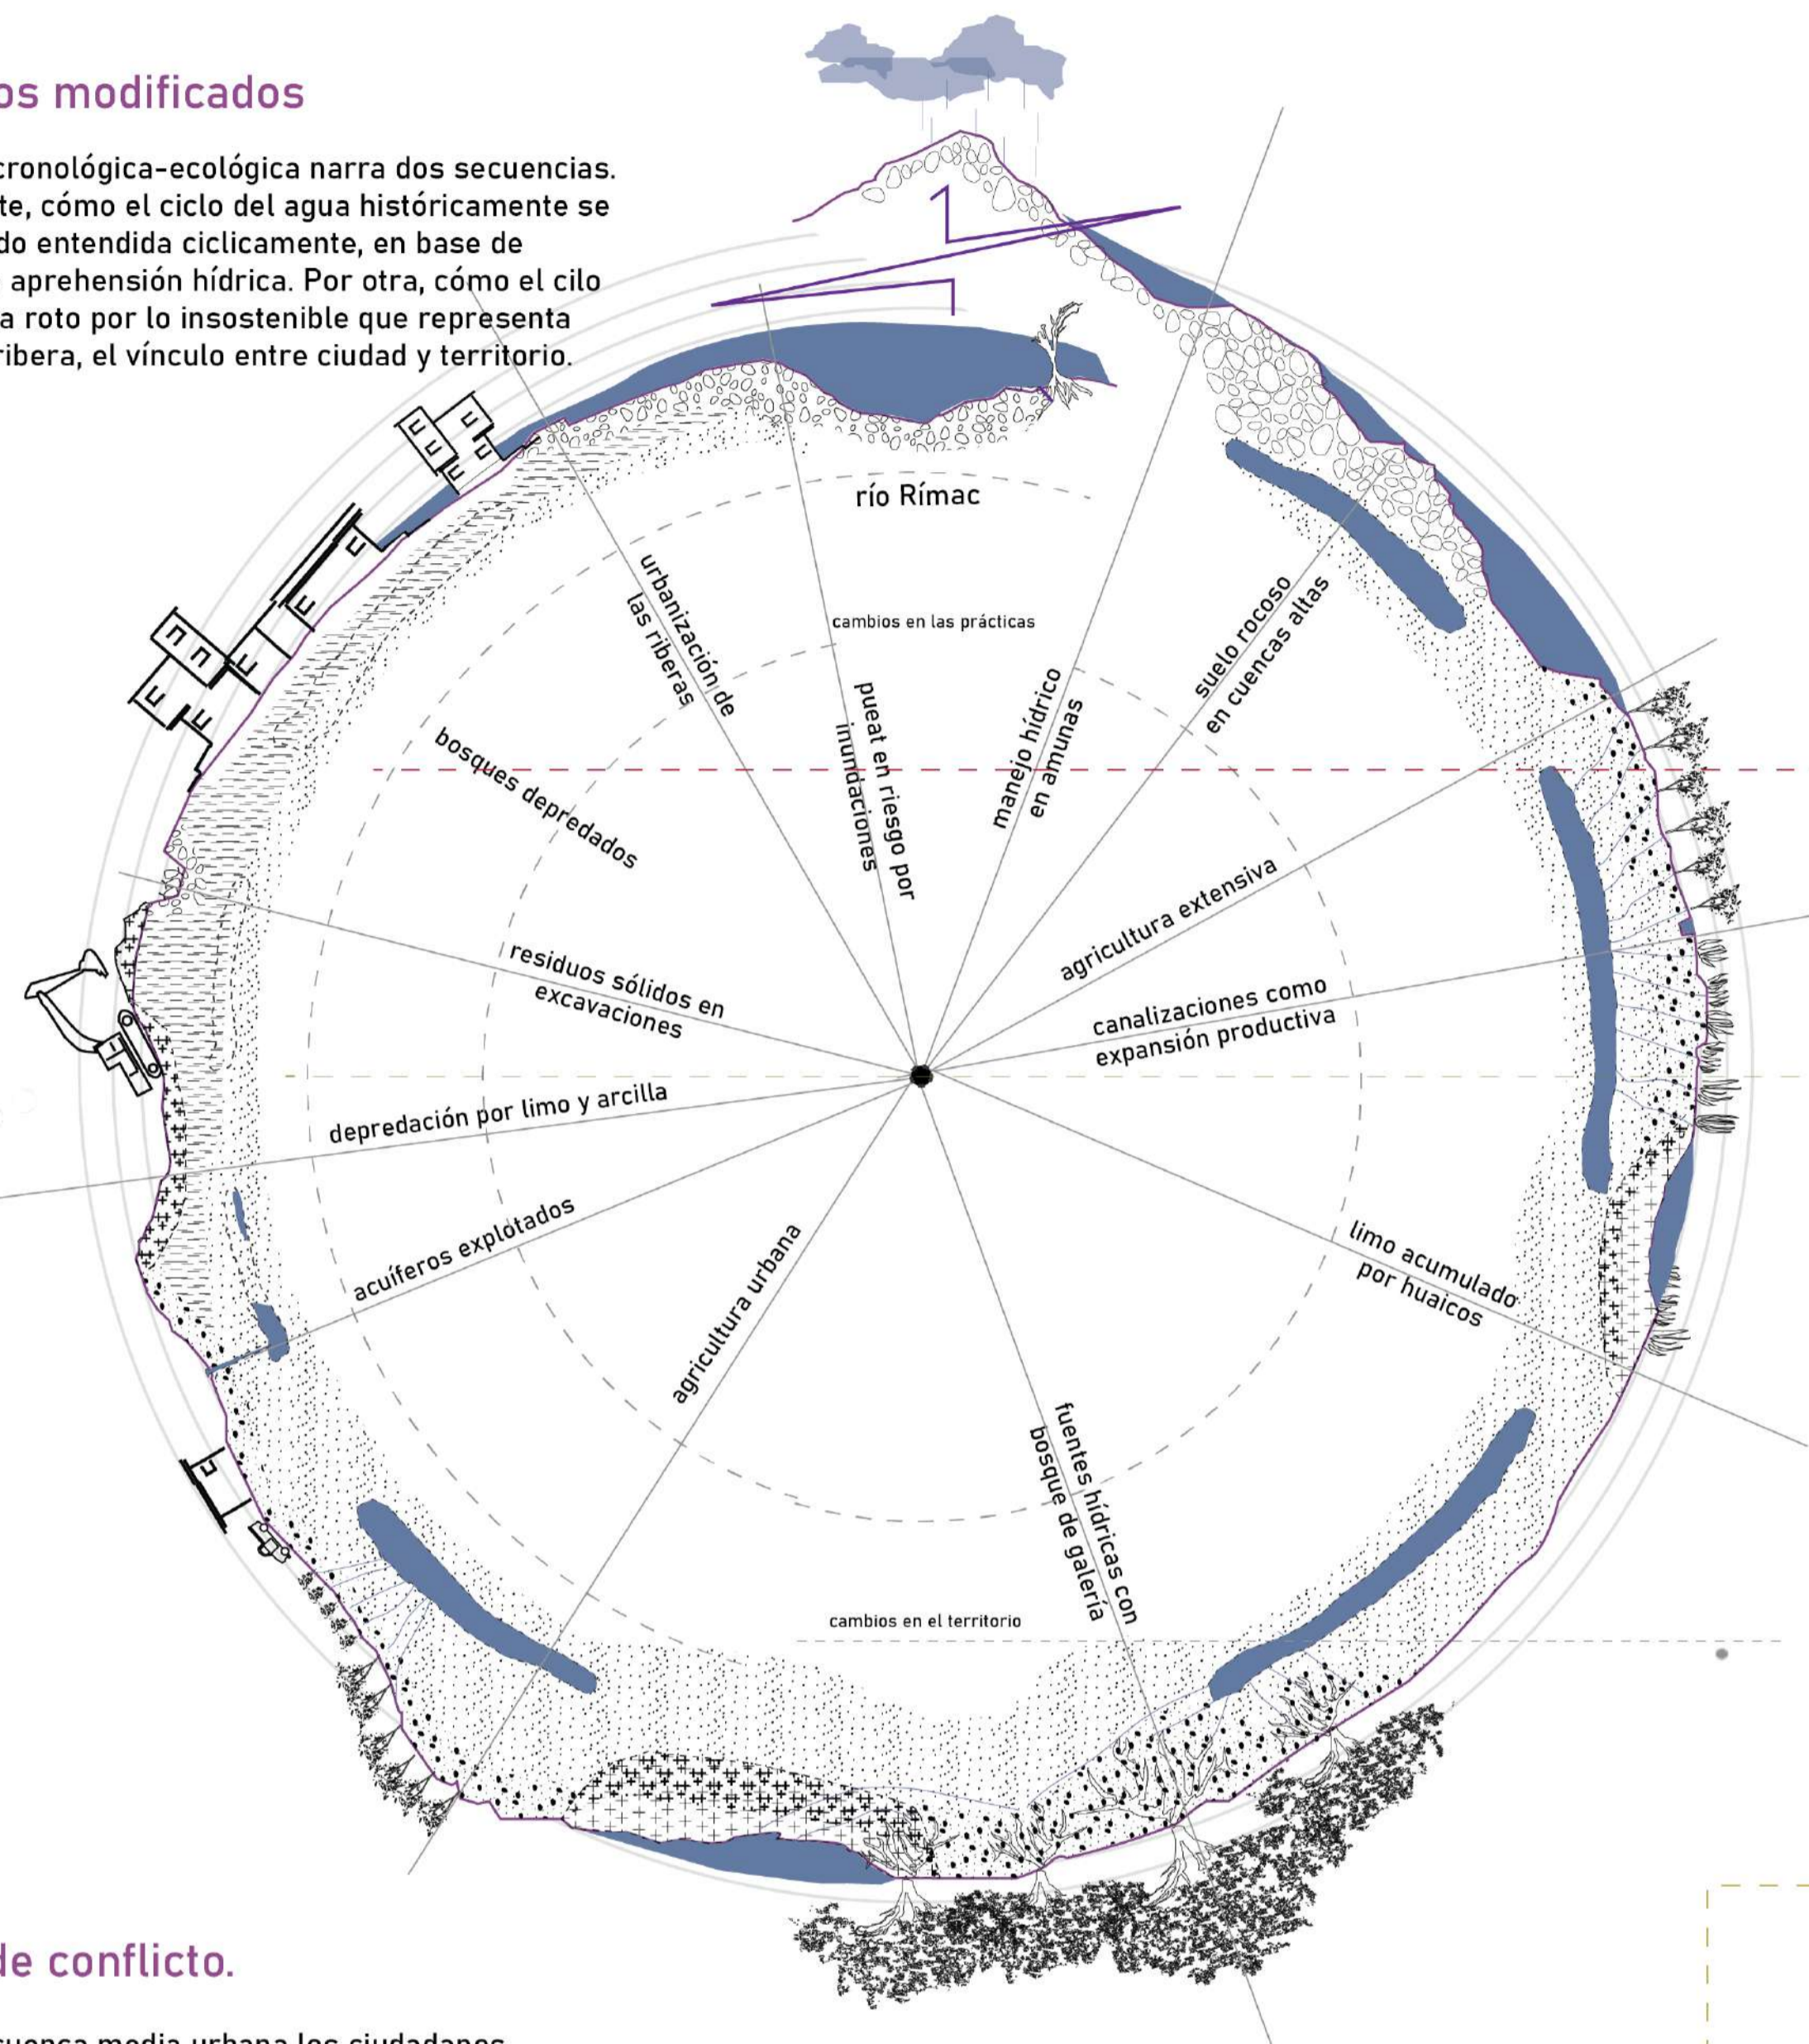 os modificados
cronológica-ecológica narra dos secuencias.
te, cómo el ciclo del agua históricamente se
do entendida ciclicamente, en base de
aprehensión hídrica. Por otra, cómo el cilo
a roto por lo insostenible que representa
ribera, el vínculo entre ciudad y territorio.
río Rímac
cambios en las prácticas
urbanización de
las riberas
pueat en riesgo por
inundaciones
manejo hídrico
en amunas
suelo rocoso
en cuencas altas
bosques depredados
agricultura extensiva
residuos sólidos en
excavaciones
canalizaciones como
expansión productiva
depredación por limo y arcilla
acuíferos explotados
agricultura urbana
limo acumulado
por huaicos
fuentes hídricas con
bosque de galería
cambios en el territorio
de conflicto.
cuenca media urbana los ciudadanos